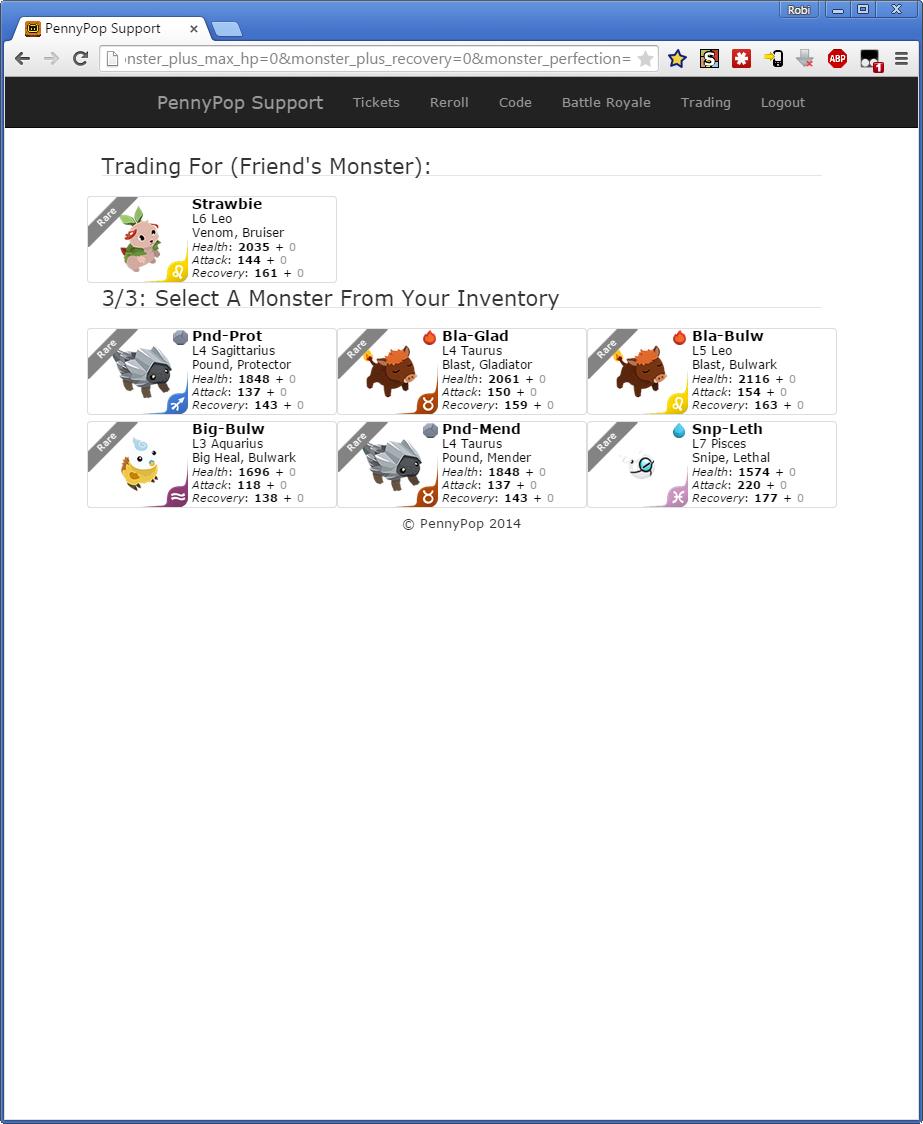 Robi
PennyPop Support
nster_plus_max_hp=0&monster_plus_recovery=0&monster_perfection=
ABP
1
PennyPop Support Tickets Reroll Code Battle Royale Trading Logout
Trading For (Friend's Monster):
Rare
Strawbie
L6 Leo
Venom, Bruiser
Health: 2035 + 0
Attack: 144 + 0
Recovery: 161 + 0
3/3: Select A Monster From Your Inventory
Rare
Pnd-Prot
L4 Sagittarius
Pound, Protector
Health: 1848 + 0
Attack: 137 + 0
Recovery: 143 + 0
Rare
Bla-Glad
L4 Taurus
Blast, Gladiator
Health: 2061 + 0
Attack: 150 + 0
Recovery: 159 + 0
Rare
Bla-Bulw
L5 Leo
Blast, Bulwark
Health: 2116 + 0
Attack: 154 + 0
Recovery: 163 + 0
Rare
Big-Bulw
L3 Aquarius
Big Heal, Bulwark
Health: 1696 + 0
Attack: 118 + 0
Recovery: 138 + 0
Rare
Pnd-Mend
L4 Taurus
Pound, Mender
Health: 1848 + 0
Attack: 137 + 0
Recovery: 143 + 0
Rare
Snp-Leth
L7 Pisces
Snipe, Lethal
Health: 1574 + 0
Attack: 220 + 0
Recovery: 177 + 0
© PennyPop 2014